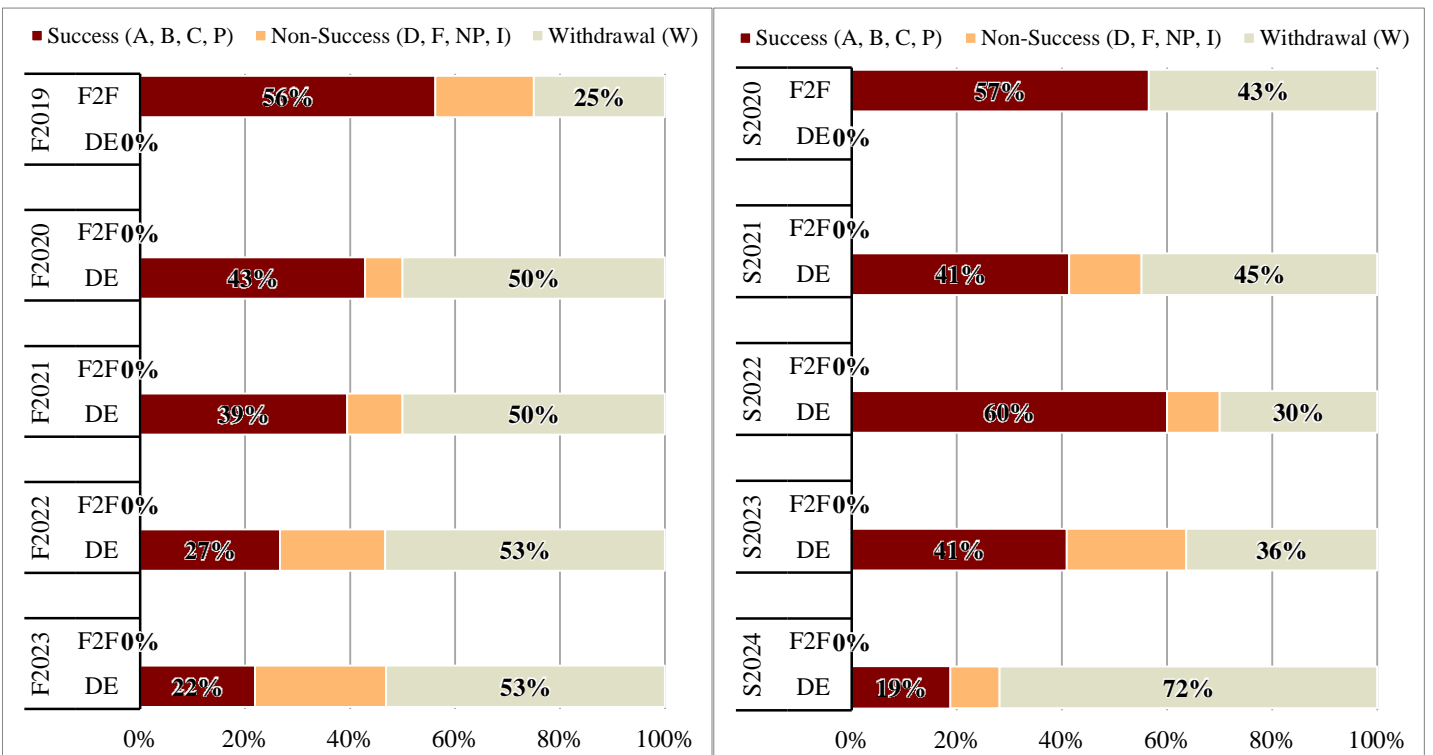 Success (A, B, C, P) Non-Success (D, F, NP, I) Withdrawal (W)
F2019
F2F 56% 25%
DE 0%
F2020
F2F 0%
DE 43% 50%
F2021
F2F 0%
DE 39% 50%
F2022
F2F 0%
DE 27% 53%
F2023
F2F 0%
DE 22% 53%
0% 20% 40% 60% 80% 100%
Success (A, B, C, P) Non-Success (D, F, NP, I) Withdrawal (W)
S2020
F2F 57% 43%
DE 0%
S2021
F2F 0%
DE 41% 45%
S2022
F2F 0%
DE 60% 30%
S2023
F2F 0%
DE 41% 36%
S2024
F2F 0%
DE 19% 72%
0% 20% 40% 60% 80% 100%